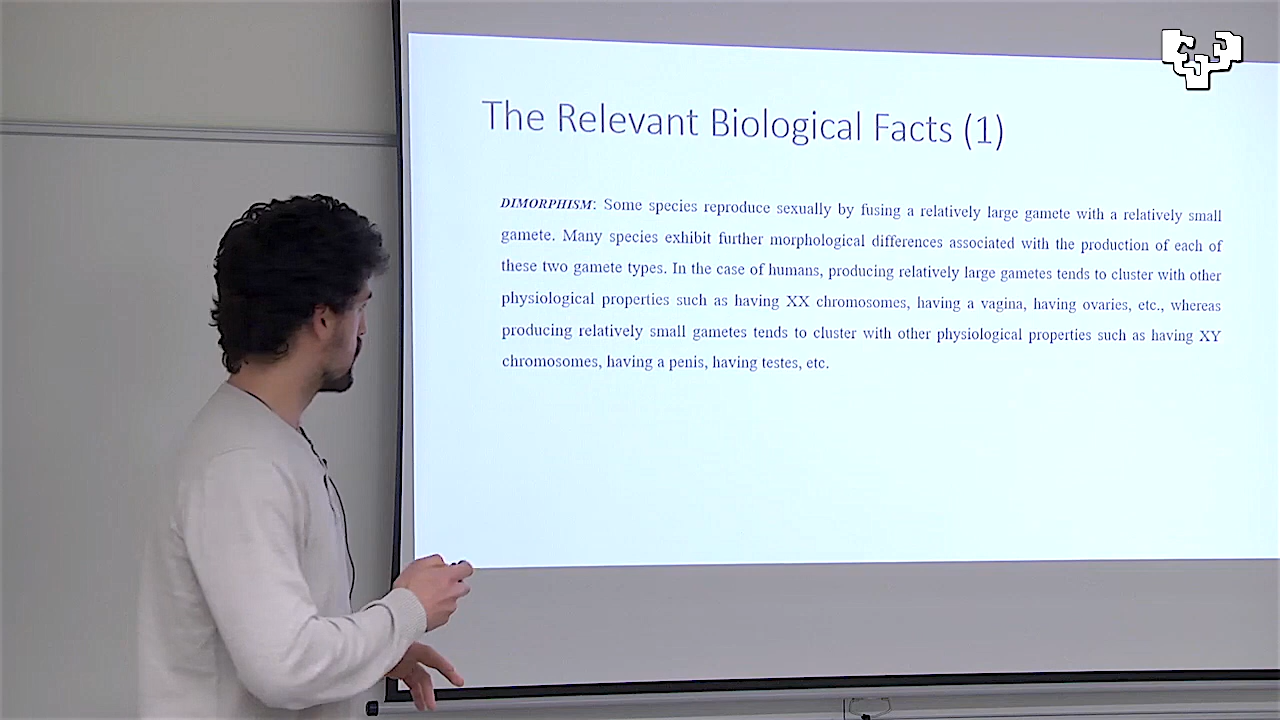 The Relevant Biological Facts (1)
DIMORPHISM: Some species reproduce sexually by fusing a relatively large gamete with a relatively small
gamete. Many species exhibit further morphological differences associated with the production of each of
these two gamete types. In the case of humans, producing relatively large gametes tends to cluster with other
physiological properties such as having XX chromosomes, having a vagina, having ovaries, etc., whereas
producing relatively small gametes tends to cluster with other physiological properties such as having XY
chromosomes, having a penis, having testes, etc.